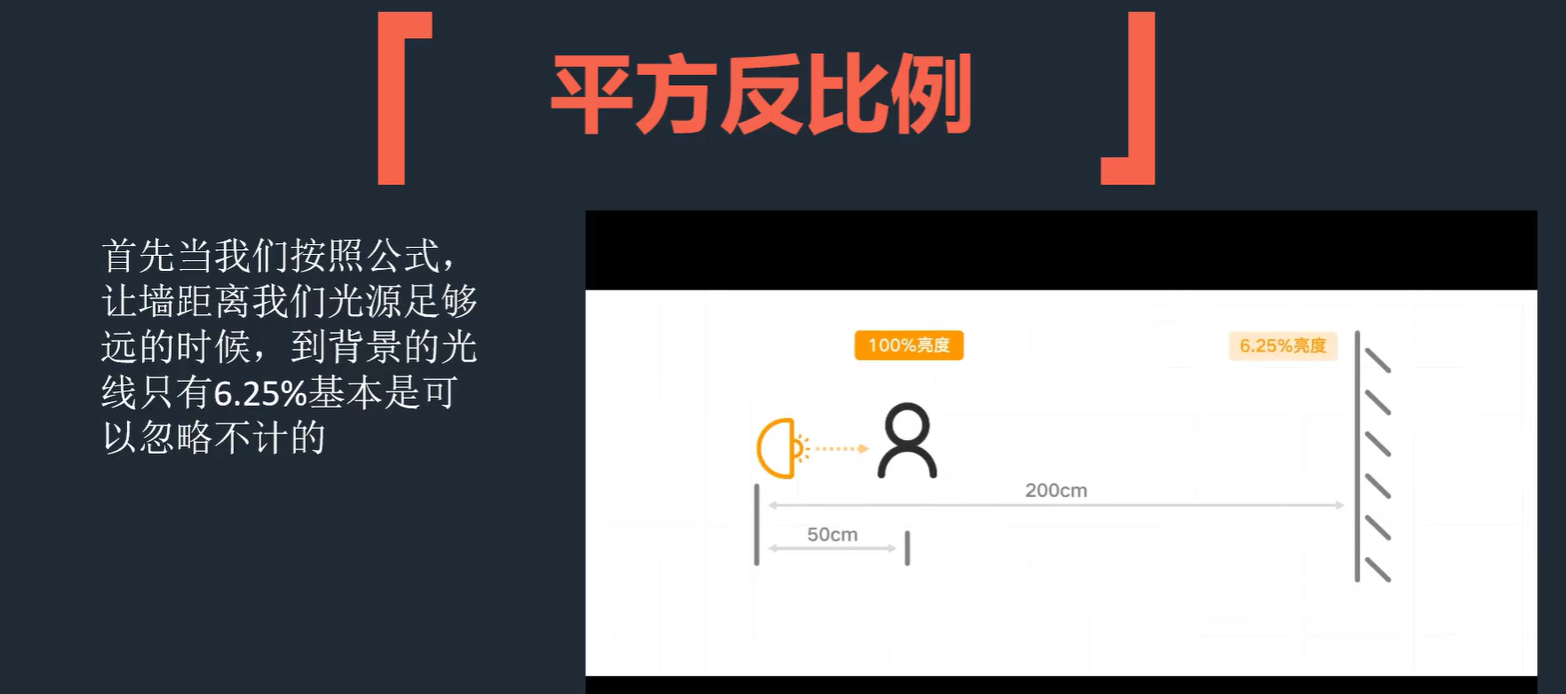 平方反比例
首先当我们按照公式，
让墙距离我们光源足够
远的时候，到背景的光
线只有6.25%基本是可
以忽略不计的
100%亮度
6.25%亮度
200cm
50cm